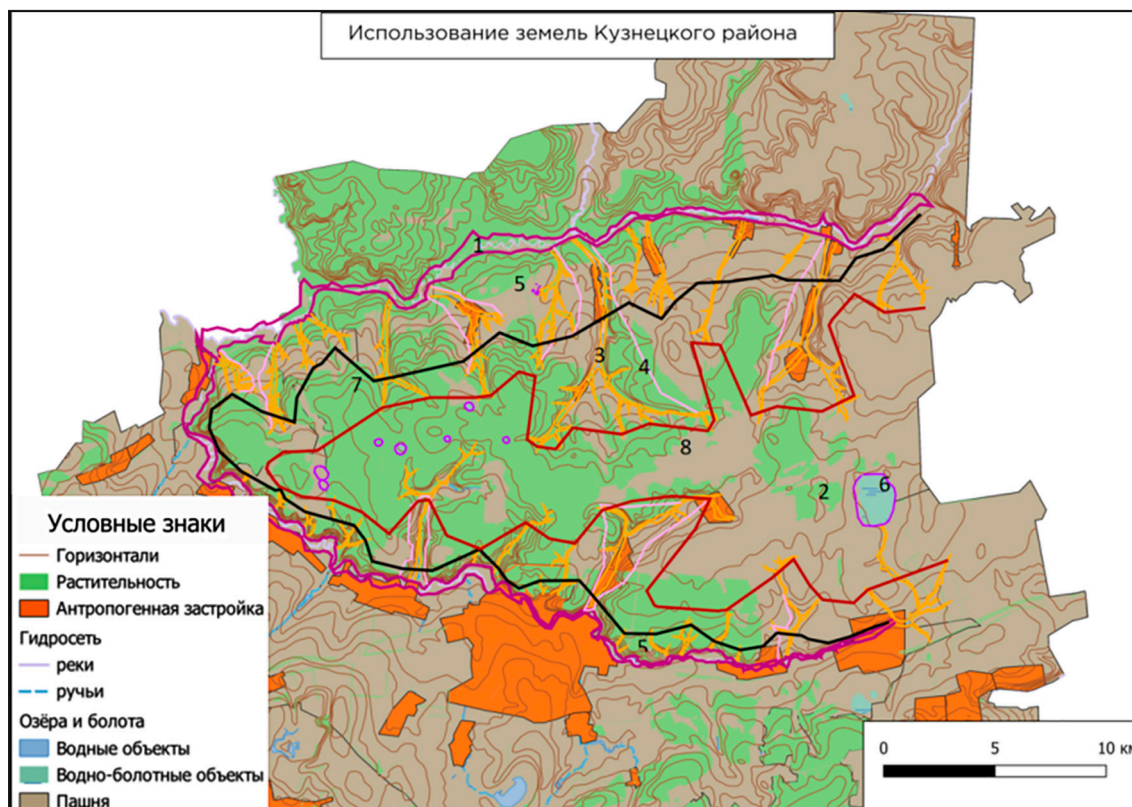 Использование земель Кузнецкого района
1
5
3
4
7
8
2
6
5
Условные знаки
Горизонтали
Растительность
Антропогенная застройка
Гидросеть
реки
ручьи
Озёра и болота
Водные объекты
Водно-болотные объекты
Пашня
0 5 10 км